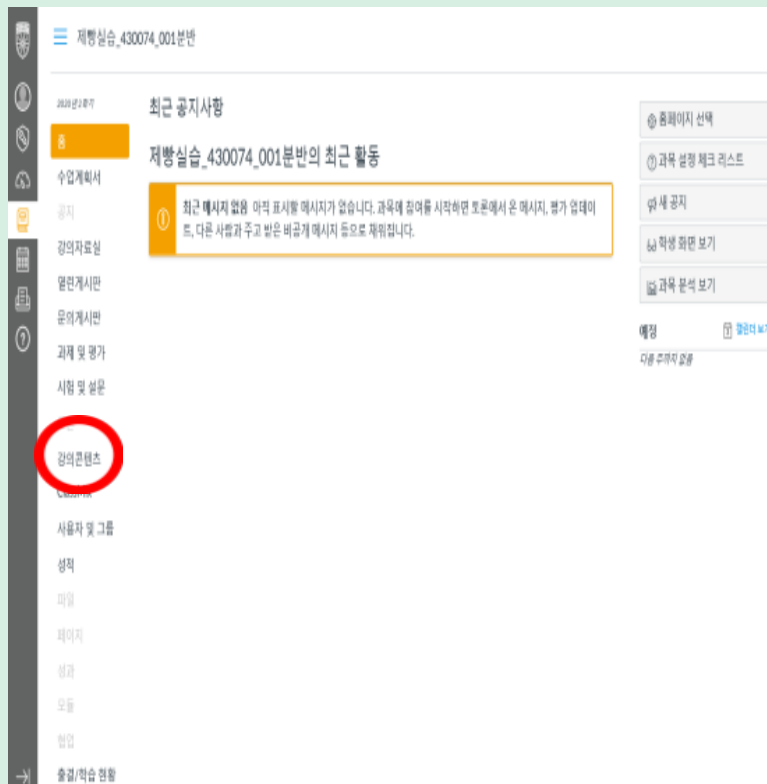 제빵실습_430074_001분반
2020년 2학기
홈
수업계획서
공지
강의자료실
열린게시판
문의게시판
과제 및 평가
시험 및 설문
강의콘텐츠
사용자 및 그룹
성적
파일
페이지
성과
모듈
협업
출결/학습 현황
최근 공지사항
제빵실습_430074_001분반의 최근 활동
최근 메시지 없음 아직 표시할 메시지가 없습니다. 과목에 참여를 시작하면 토론에서 온 메시지, 평가 업데이
트, 다른 사람과 주고 받은 비공개 메시지 등으로 채워집니다.
홈페이지 선택
과목 설정 체크 리스트
새 공지
학생 화면 보기
과목 분석 보기
예정
캘린더 보기
다음 주까지 없음